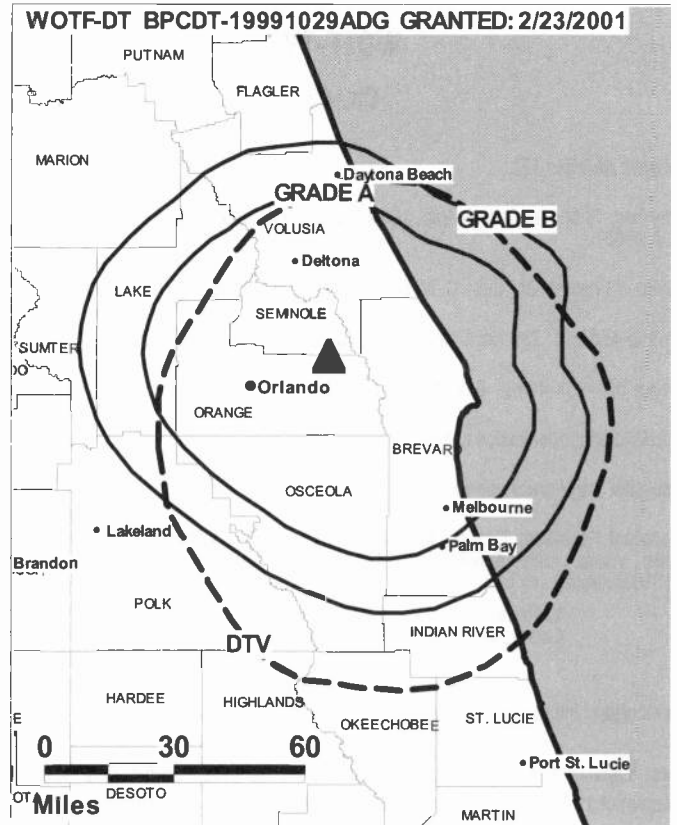 WOTF-DT BPCDT-19991029ADG GRANTED: 2/23/2001
PUTNAM
FLAGLER
MARION
Daytona Beach
GRADE A
GRADE B
VOLUSIA
Deltona
LAKE
SEMINOLE
SUMTER
DO
Orlando
ORANGE
BREVARD
OSCEOLA
Melbourne
Lakeland
Palm Bay
Brandon
POLK
INDIAN RIVER
DTV
HARDEE
HIGHLANDS
OKEECHOBEE
ST. LUCIE
0 30 60
Port St. Lucie
Miles
DESOTO
MARTIN